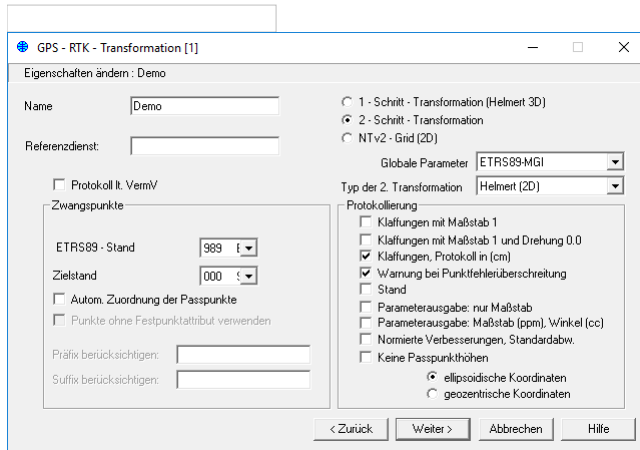 GPS - RTK - Transformation [1]
Eigenschaften ändern : Demo
Name
Demo
Referenzdienst:
1 - Schritt - Transformation (Helmert 3D)
2 - Schritt - Transformation
NTv2 - Grid (2D)
Globale Parameter
ETRS89-MGI
Typ der 2. Transformation
Helmert (2D)
Protokoll lt. VermV
Zwangspunkte
ETRS89 - Stand
989
Zielstand
000
Autom. Zuordnung der Passpunkte
Punkte ohne Festpunktattribut verwenden
Präfix berücksichtigen:
Suffix berücksichtigen:
Protokollierung
Klaffungen mit Maßstab 1
Klaffungen mit Maßstab 1 und Drehung 0.0
Klaffungen, Protokoll in (cm)
Warnung bei Punktfehlerüberschreitung
Stand
Parameterausgabe: nur Maßstab
Parameterausgabe: Maßstab (ppm), Winkel (cc)
Normierte Verbesserungen, Standardabw.
Keine Passpunkthöhen
ellipsoidische Koordinaten
geozentrische Koordinaten
< Zurück
Weiter >
Abbrechen
Hilfe